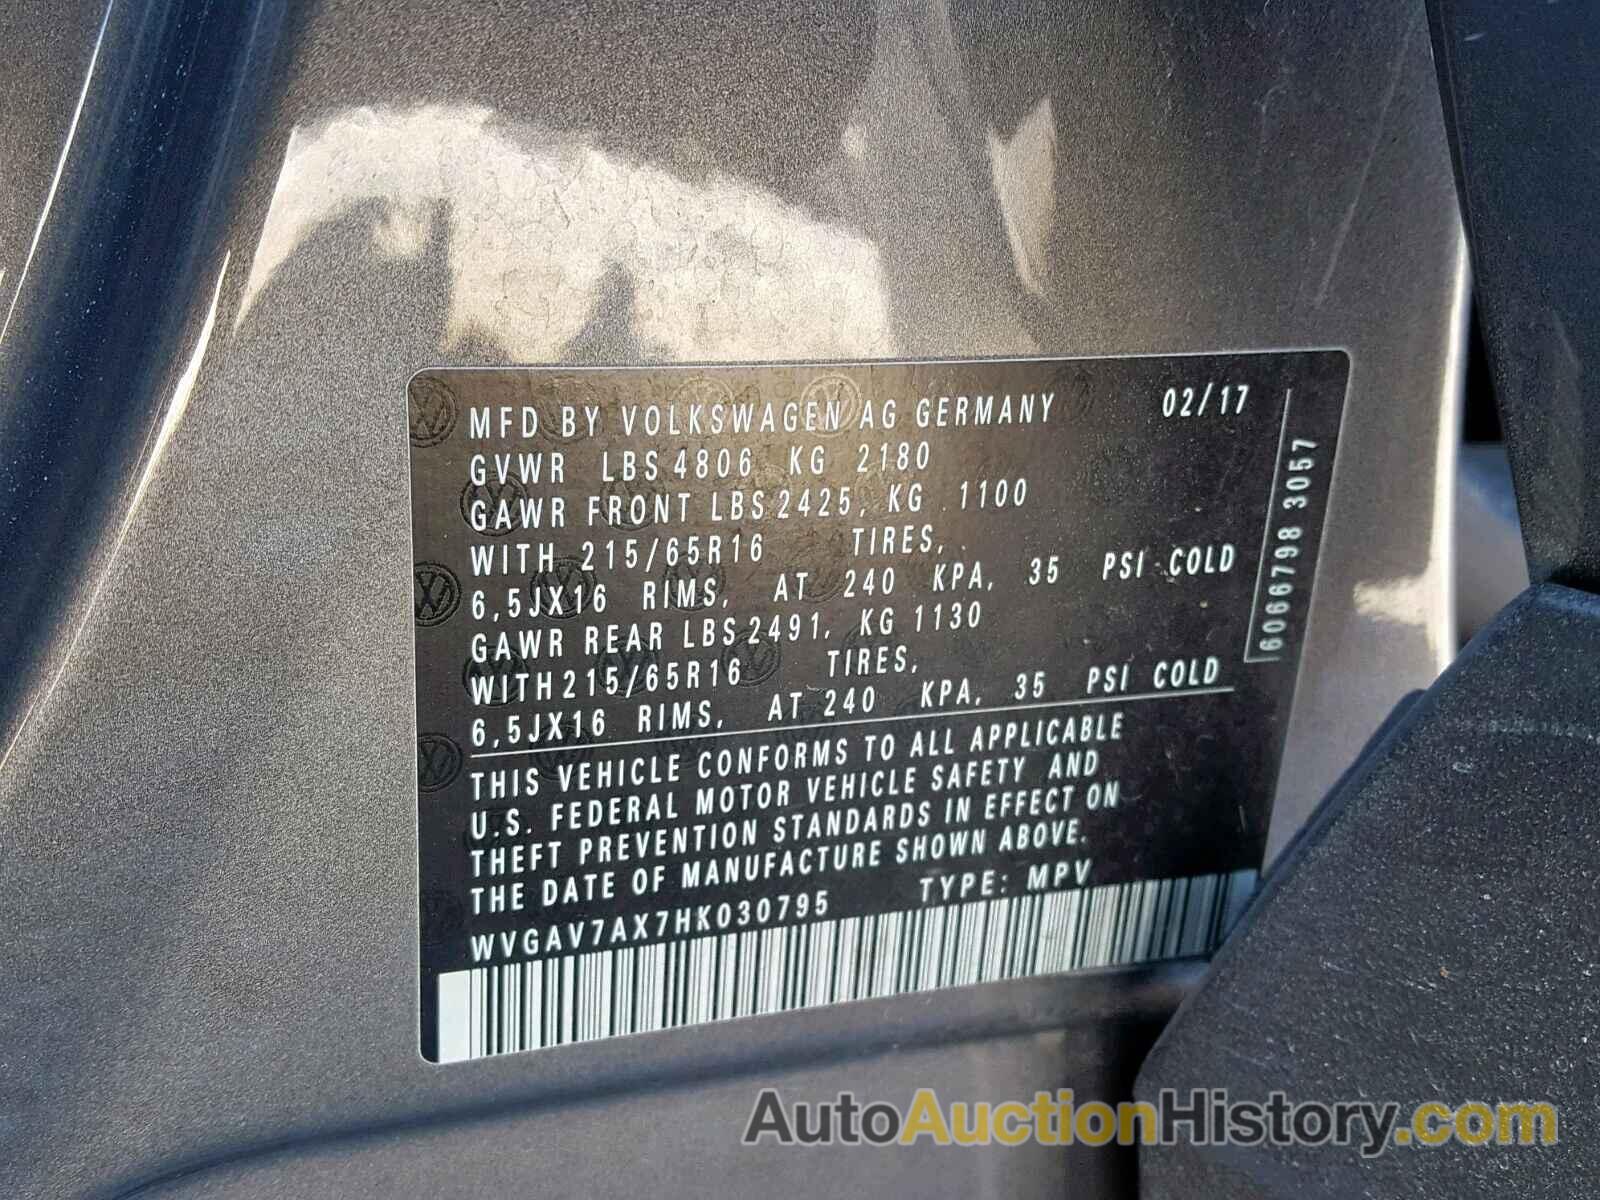 MFD BY VOLKSWAGEN AG GERMANY 02/17
GVWR LBS 4806 KG 2180
GAWR FRONT LBS 2425, KG 1100
WITH 215/65R16 TIRES,
6,5JX16 RIMS, AT 240 KPA, 35 PSI COLD
GAWR REAR LBS 2491, KG 1130
WITH 215/65R16 TIRES,
6,5JX16 RIMS, AT 240 KPA, 35 PSI COLD
THIS VEHICLE CONFORMS TO ALL APPLICABLE
U.S. FEDERAL MOTOR VEHICLE SAFETY AND
THEFT PREVENTION STANDARDS IN EFFECT ON
THE DATE OF MANUFACTURE SHOWN ABOVE.
WVGAV7AX7HK030795 TYPE: MPV
6066798 3057
AutoAuctionHistory.com